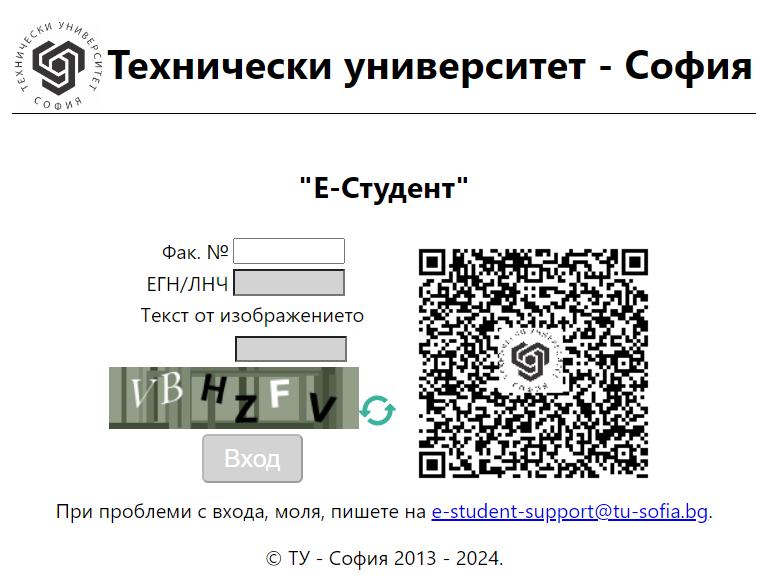 ТЕХНИЧЕСКИ УНИВЕРСИТЕТ
СОФИЯ
Технически университет - София
"Е-Студент"
Фак. №
ЕГН/ЛНЧ
Текст от изображението
VBHZFV
Вход
При проблеми с входа, моля, пишете на e-student-support@tu-sofia.bg.
© ТУ - София 2013 - 2024.